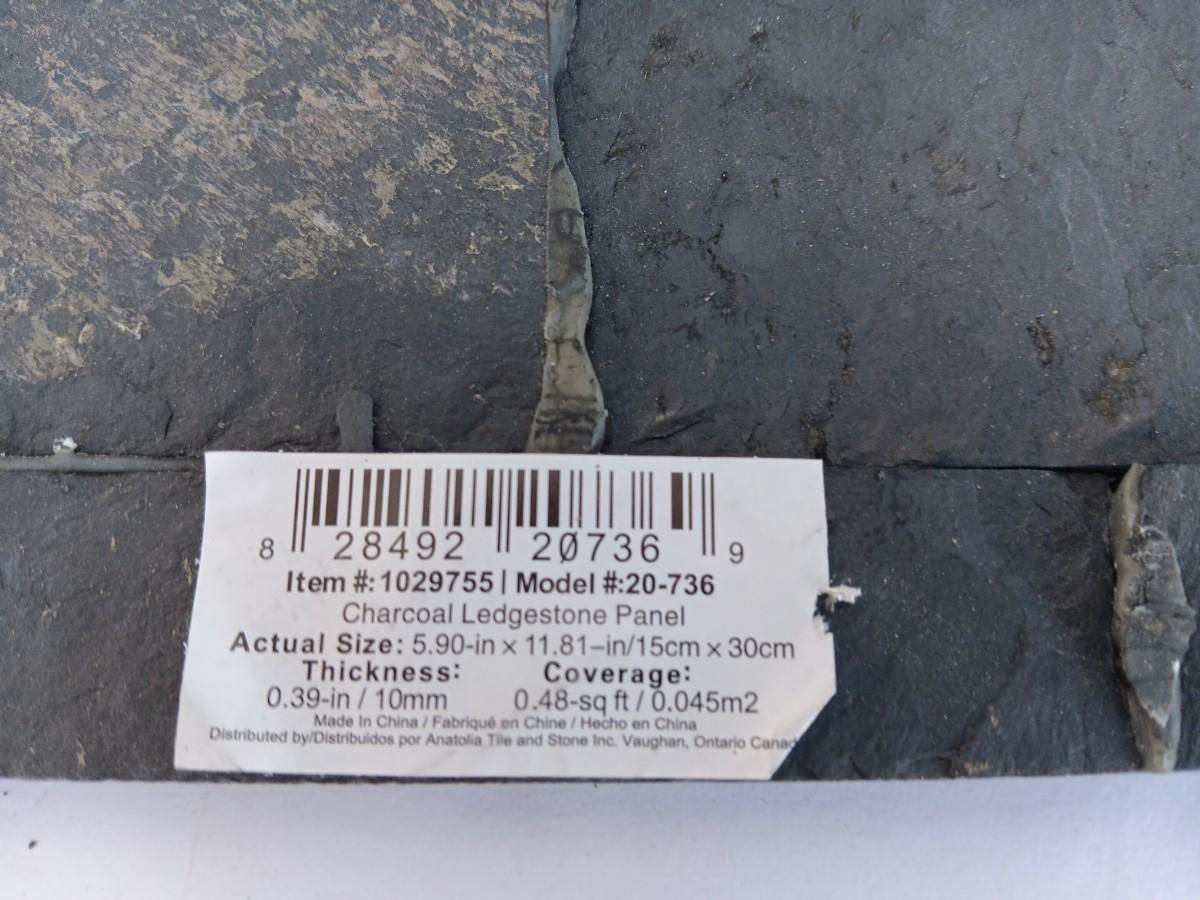 8 28492 20736 9
Item #: 1029755 | Model #:20-736
Charcoal Ledgestone Panel
Actual Size: 5.90-in × 11.81–in/15cm × 30cm
Thickness: Coverage:
0.39-in / 10mm 0.48-sq ft / 0.045m2
Made In China / Fabriqué en Chine / Hecho en China
Distributed by/Distribuidos por Anatolia Tile and Stone Inc. Vaughan, Ontario Canad